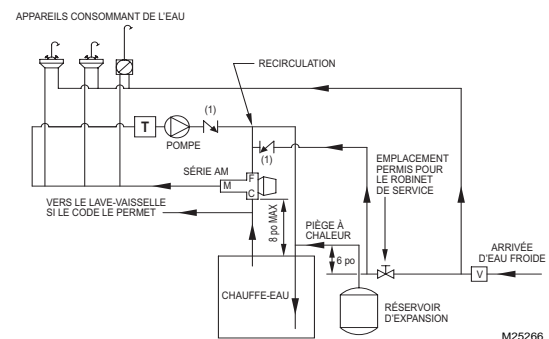 APPAREILS CONSOMMANT DE L'EAU
RECIRCULATION
(1)
T
POMPE
(1)
EMPLACEMENT
PERMIS POUR
LE ROBINET
DE SERVICE
SÉRIE AM
F
M
C
VERS LE LAVE-VAISSELLE
SI LE CODE LE PERMET
8 po MAX
PIÈGE À
CHALEUR
6 po
ARRIVÉE
D'EAU FROIDE
V
CHAUFFE-EAU
RÉSERVOIR
D'EXPANSION
M25266